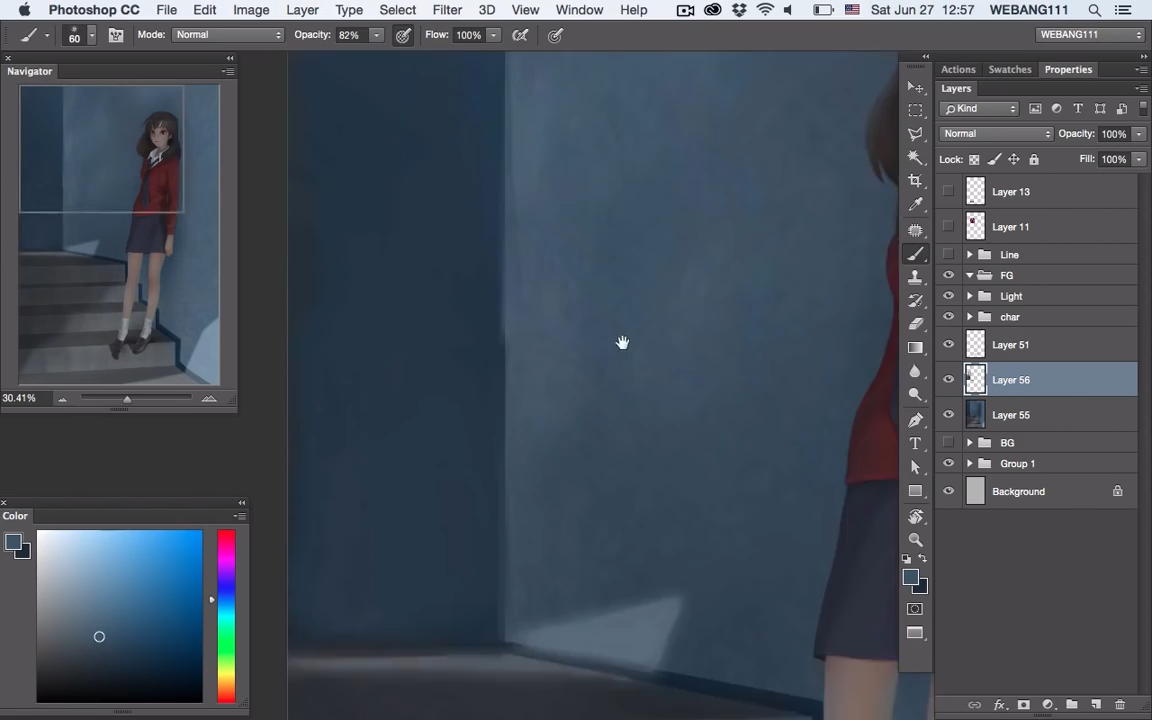 Photoshop CC File Edit Image Layer Type Select Filter 3D View Window Help Sat Jun 27 12:57 WEBANG111
60 Mode: Normal Opacity: 82% Flow: 100% WEBANG111
Navigator
30.41%
Color
Actions Swatches Properties
Layers
Kind
Normal Opacity: 100%
Lock: Fill: 100%
Layer 13
Layer 11
Line
FG
Light
char
Layer 51
Layer 56
Layer 55
BG
Group 1
Background